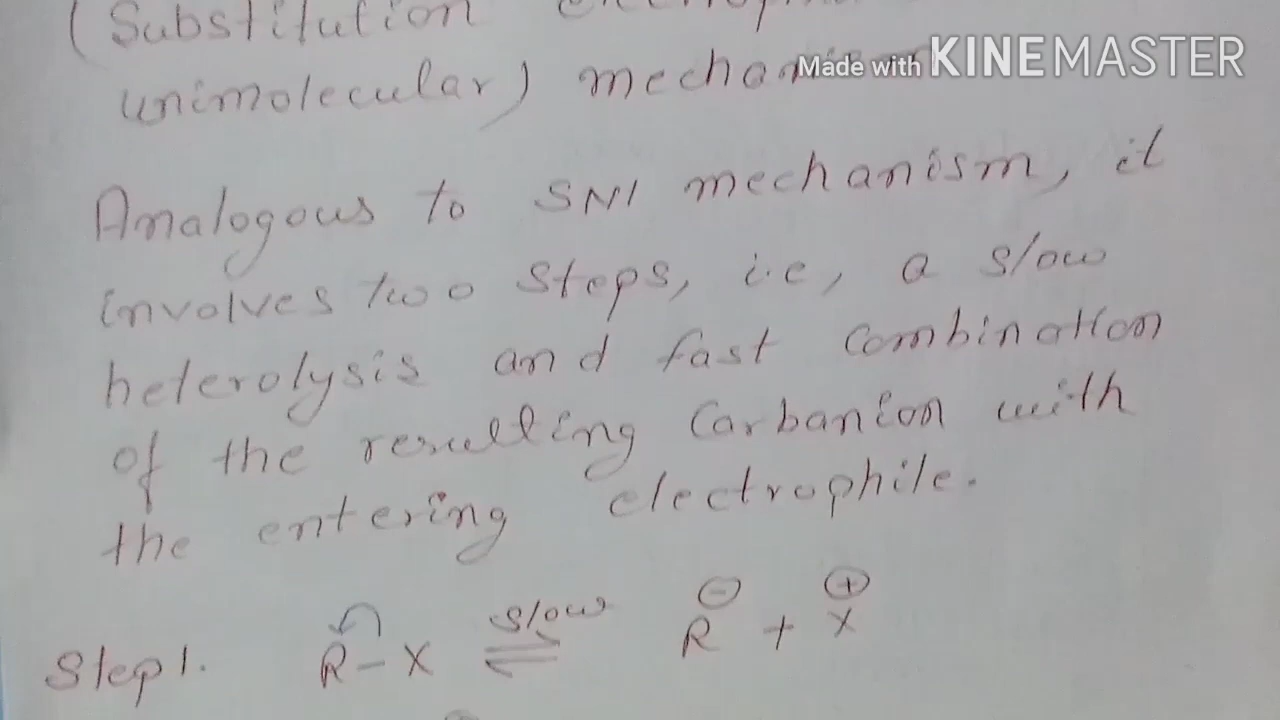 (Substitution
unimolecular) mechanism
Made with KINEMASTER
Analogous to SN1 mechanism, it
involves two steps, i.e, a slow
heterolysis and fast combination
of the resulting Carbanion with
the entering electrophile.
Step 1. R - X slow ⇌ R ⊖ + X ⊕